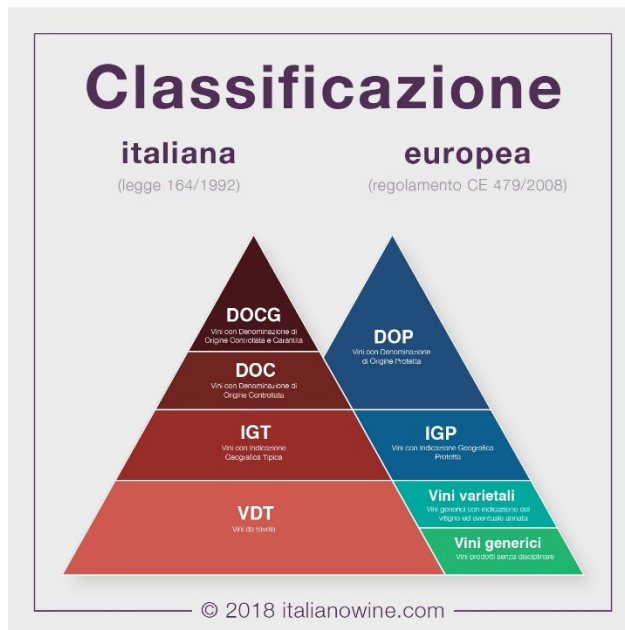 Classificazione
italiana
(legge 164/1992)
europea
(regolamento CE 479/2008)
DOCG
Vini con Denominazione di
Origine Controllata e Garantita
DOC
Vini con Denominazione di
Origine Controllata
IGT
Vini con Indicazione
Geografica Tipica
VDT
Vini da tavola
DOP
Vini con Denominazione
di Origine Protetta
IGP
Vini con Indicazione Geografica
Protetta
Vini varietali
Vini generici con indicazione del
vitigno ed eventuale annata
Vini generici
Vini prodotti senza disciplinare
© 2018 italianowine.com